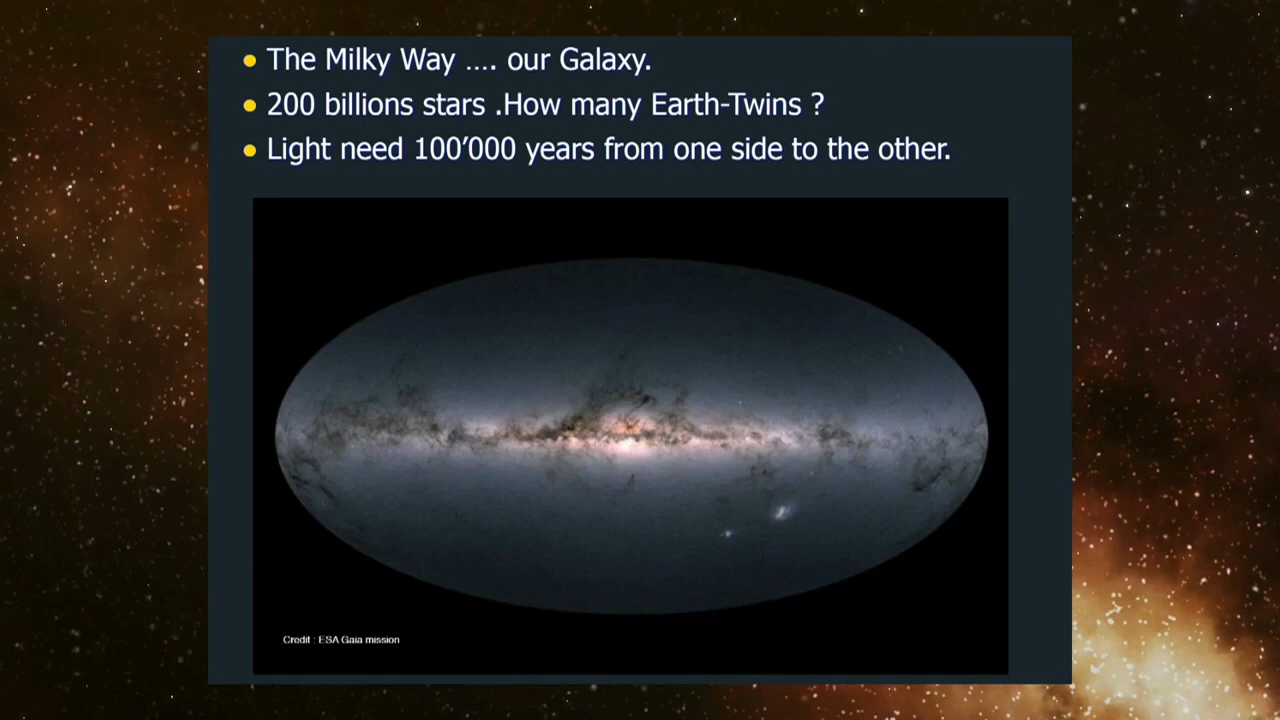 The Milky Way …. our Galaxy.
200 billions stars .How many Earth-Twins ?
Light need 100’000 years from one side to the other.
Credit : ESA Gaia mission